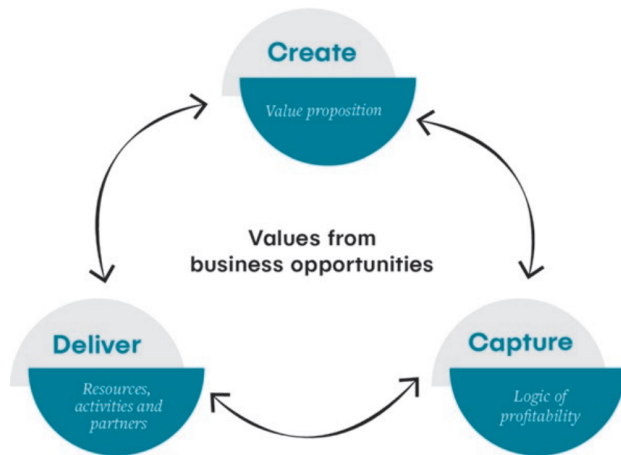 Create
Value proposition
Values from
business opportunities
Deliver
Resources,
activities and
partners
Capture
Logic of
profitability